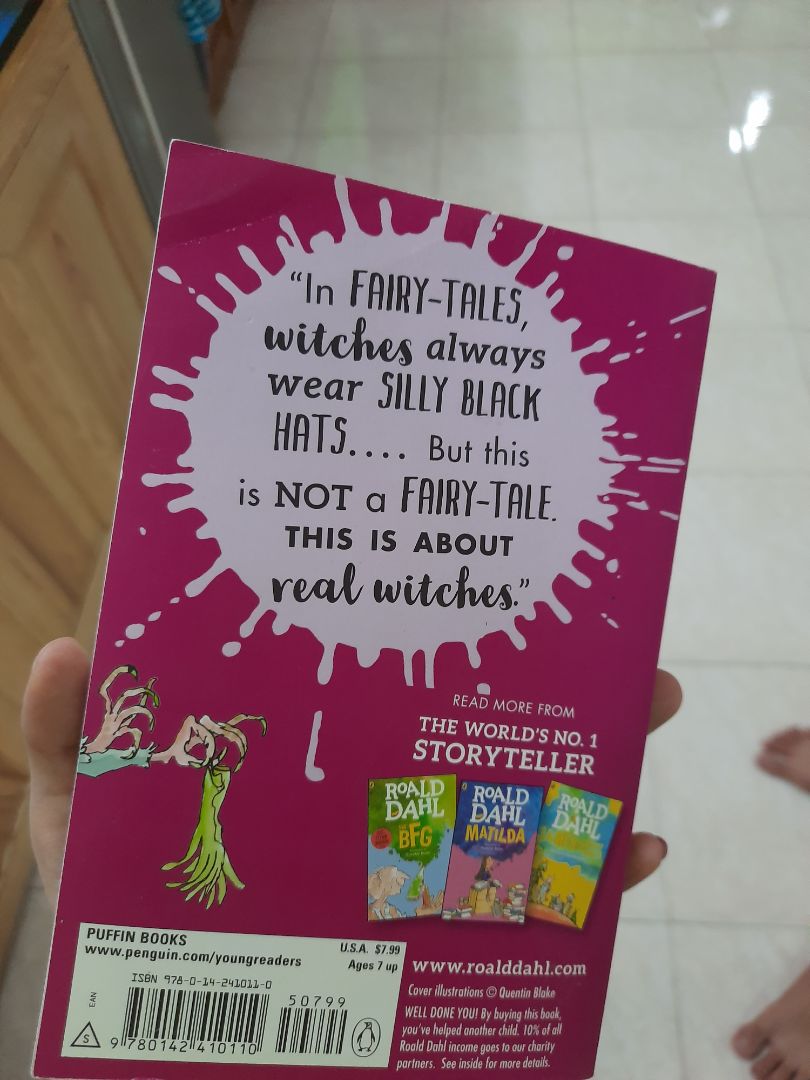 “In FAIRY-TALES,
witches always
wear SILLY BLACK
HATS.... But this
is NOT a FAIRY-TALE.
THIS IS ABOUT
real witches.”
READ MORE FROM
THE WORLD'S NO. 1
STORYTELLER
ROALD
DAHL
THE
BFG
ROALD
DAHL
MATILDA
ROALD
DAHL
PUFFIN BOOKS
www.penguin.com/youngreaders
U.S.A. $7.99
Ages 7 up
ISBN 978-0-14-241011-0
50799
EAN
S
9 780142 410110
www.roalddahl.com
Cover illustrations © Quentin Blake
WELL DONE YOU! By buying this book,
you've helped another child. 10% of all
Roald Dahl income goes to our charity
partners. See inside for more details.